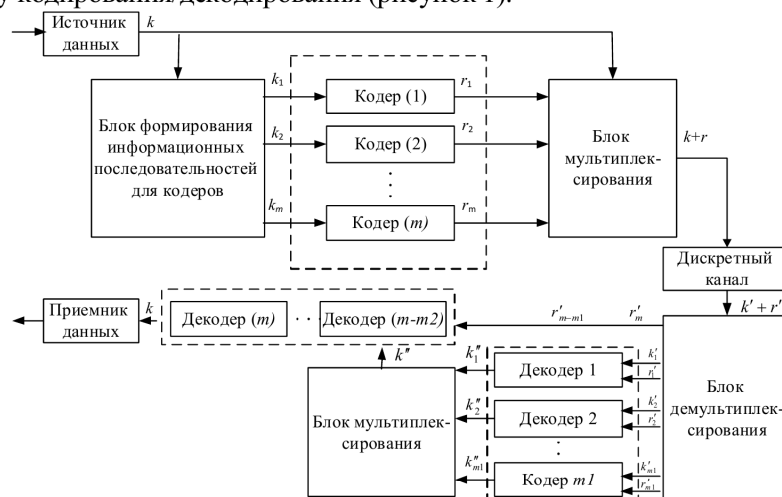 у кодирования/декодирования (рисунок 1).
Источник
данных
k
Блок формирования
информационных
последовательностей
для кодеров
k₁
k₂
kₘ
Кодер (1)
Кодер (2)
⋮
Кодер (m)
r₁
r₂
rₘ
Блок
мультиплек-
сирования
k+r
Дискретный
канал
k′ + r′
Приемник
данных
k
Декодер (m)
· · ·
Декодер (m-m2)
r′ₘ₋ₘ₁
r′ₘ
k″
Блок мультиплек-
сирования
k″₁
k″₂
k″ₘ₁
Декодер 1
Декодер 2
⋮
Кодер m1
k′₁
r′₁
k′₂
r′₂
k′ₘ₁
r′ₘ₁
Блок
демультиплек-
сирования